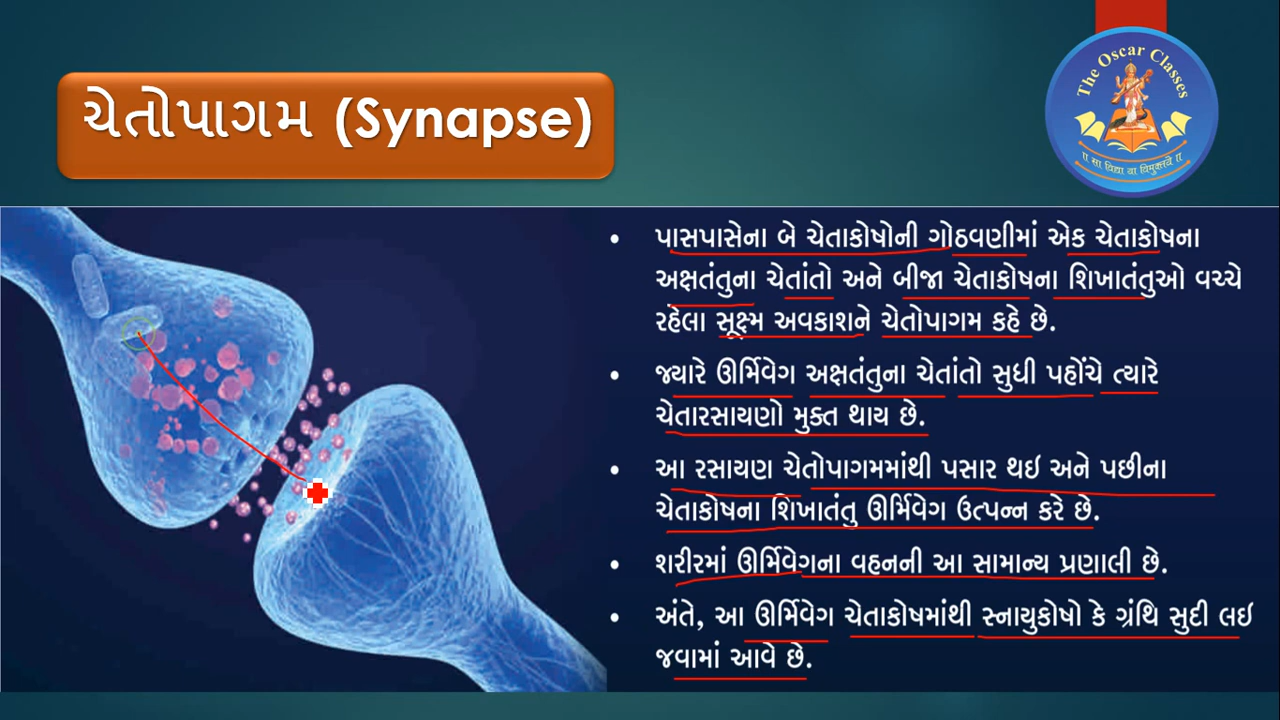 ચેતોપાગમ (Synapse)
The Oscar Classes
॥ सा विद्या या विमुक्तये ॥
• પાસપાસેના બે ચેતાકોષોની ગોઠવણીમાં એક ચેતાકોષના
અક્ષતંતુના ચેતાંતો અને બીજા ચેતાકોષના શિખાતંતુઓ વચ્ચે
રહેલા સૂક્ષ્મ અવકાશને ચેતોપાગમ કહે છે.
• જ્યારે ઊર્મિવેગ અક્ષતંતુના ચેતાંતો સુધી પહોંચે ત્યારે
ચેતારસાયણો મુક્ત થાય છે.
• આ રસાયણ ચેતોપાગમમાંથી પસાર થઇ અને પછીના
ચેતાકોષના શિખાતંતુ ઊર્મિવેગ ઉત્પન્ન કરે છે.
• શરીરમાં ઊર્મિવેગના વહનની આ સામાન્ય પ્રણાલી છે.
• અંતે, આ ઊર્મિવેગ ચેતાકોષમાંથી સ્નાયુકોષો કે ગ્રંથિ સુદી લઇ
જવામાં આવે છે.